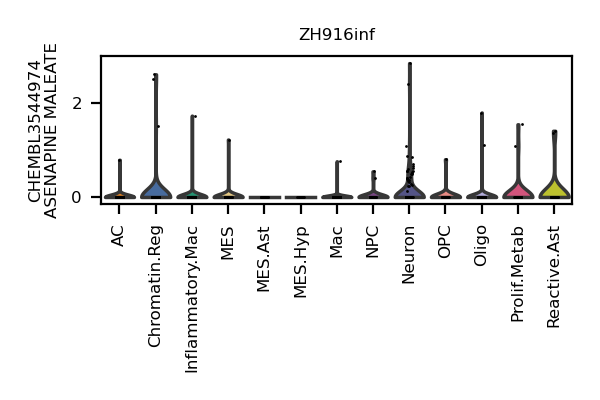 ZH916inf
CHEMBL3544974
ASENAPINE MALEATE
2
0
AC
Chromatin.Reg
Inflammatory.Mac
MES
MES.Ast
MES.Hyp
Mac
NPC
Neuron
OPC
Oligo
Prolif.Metab
Reactive.Ast